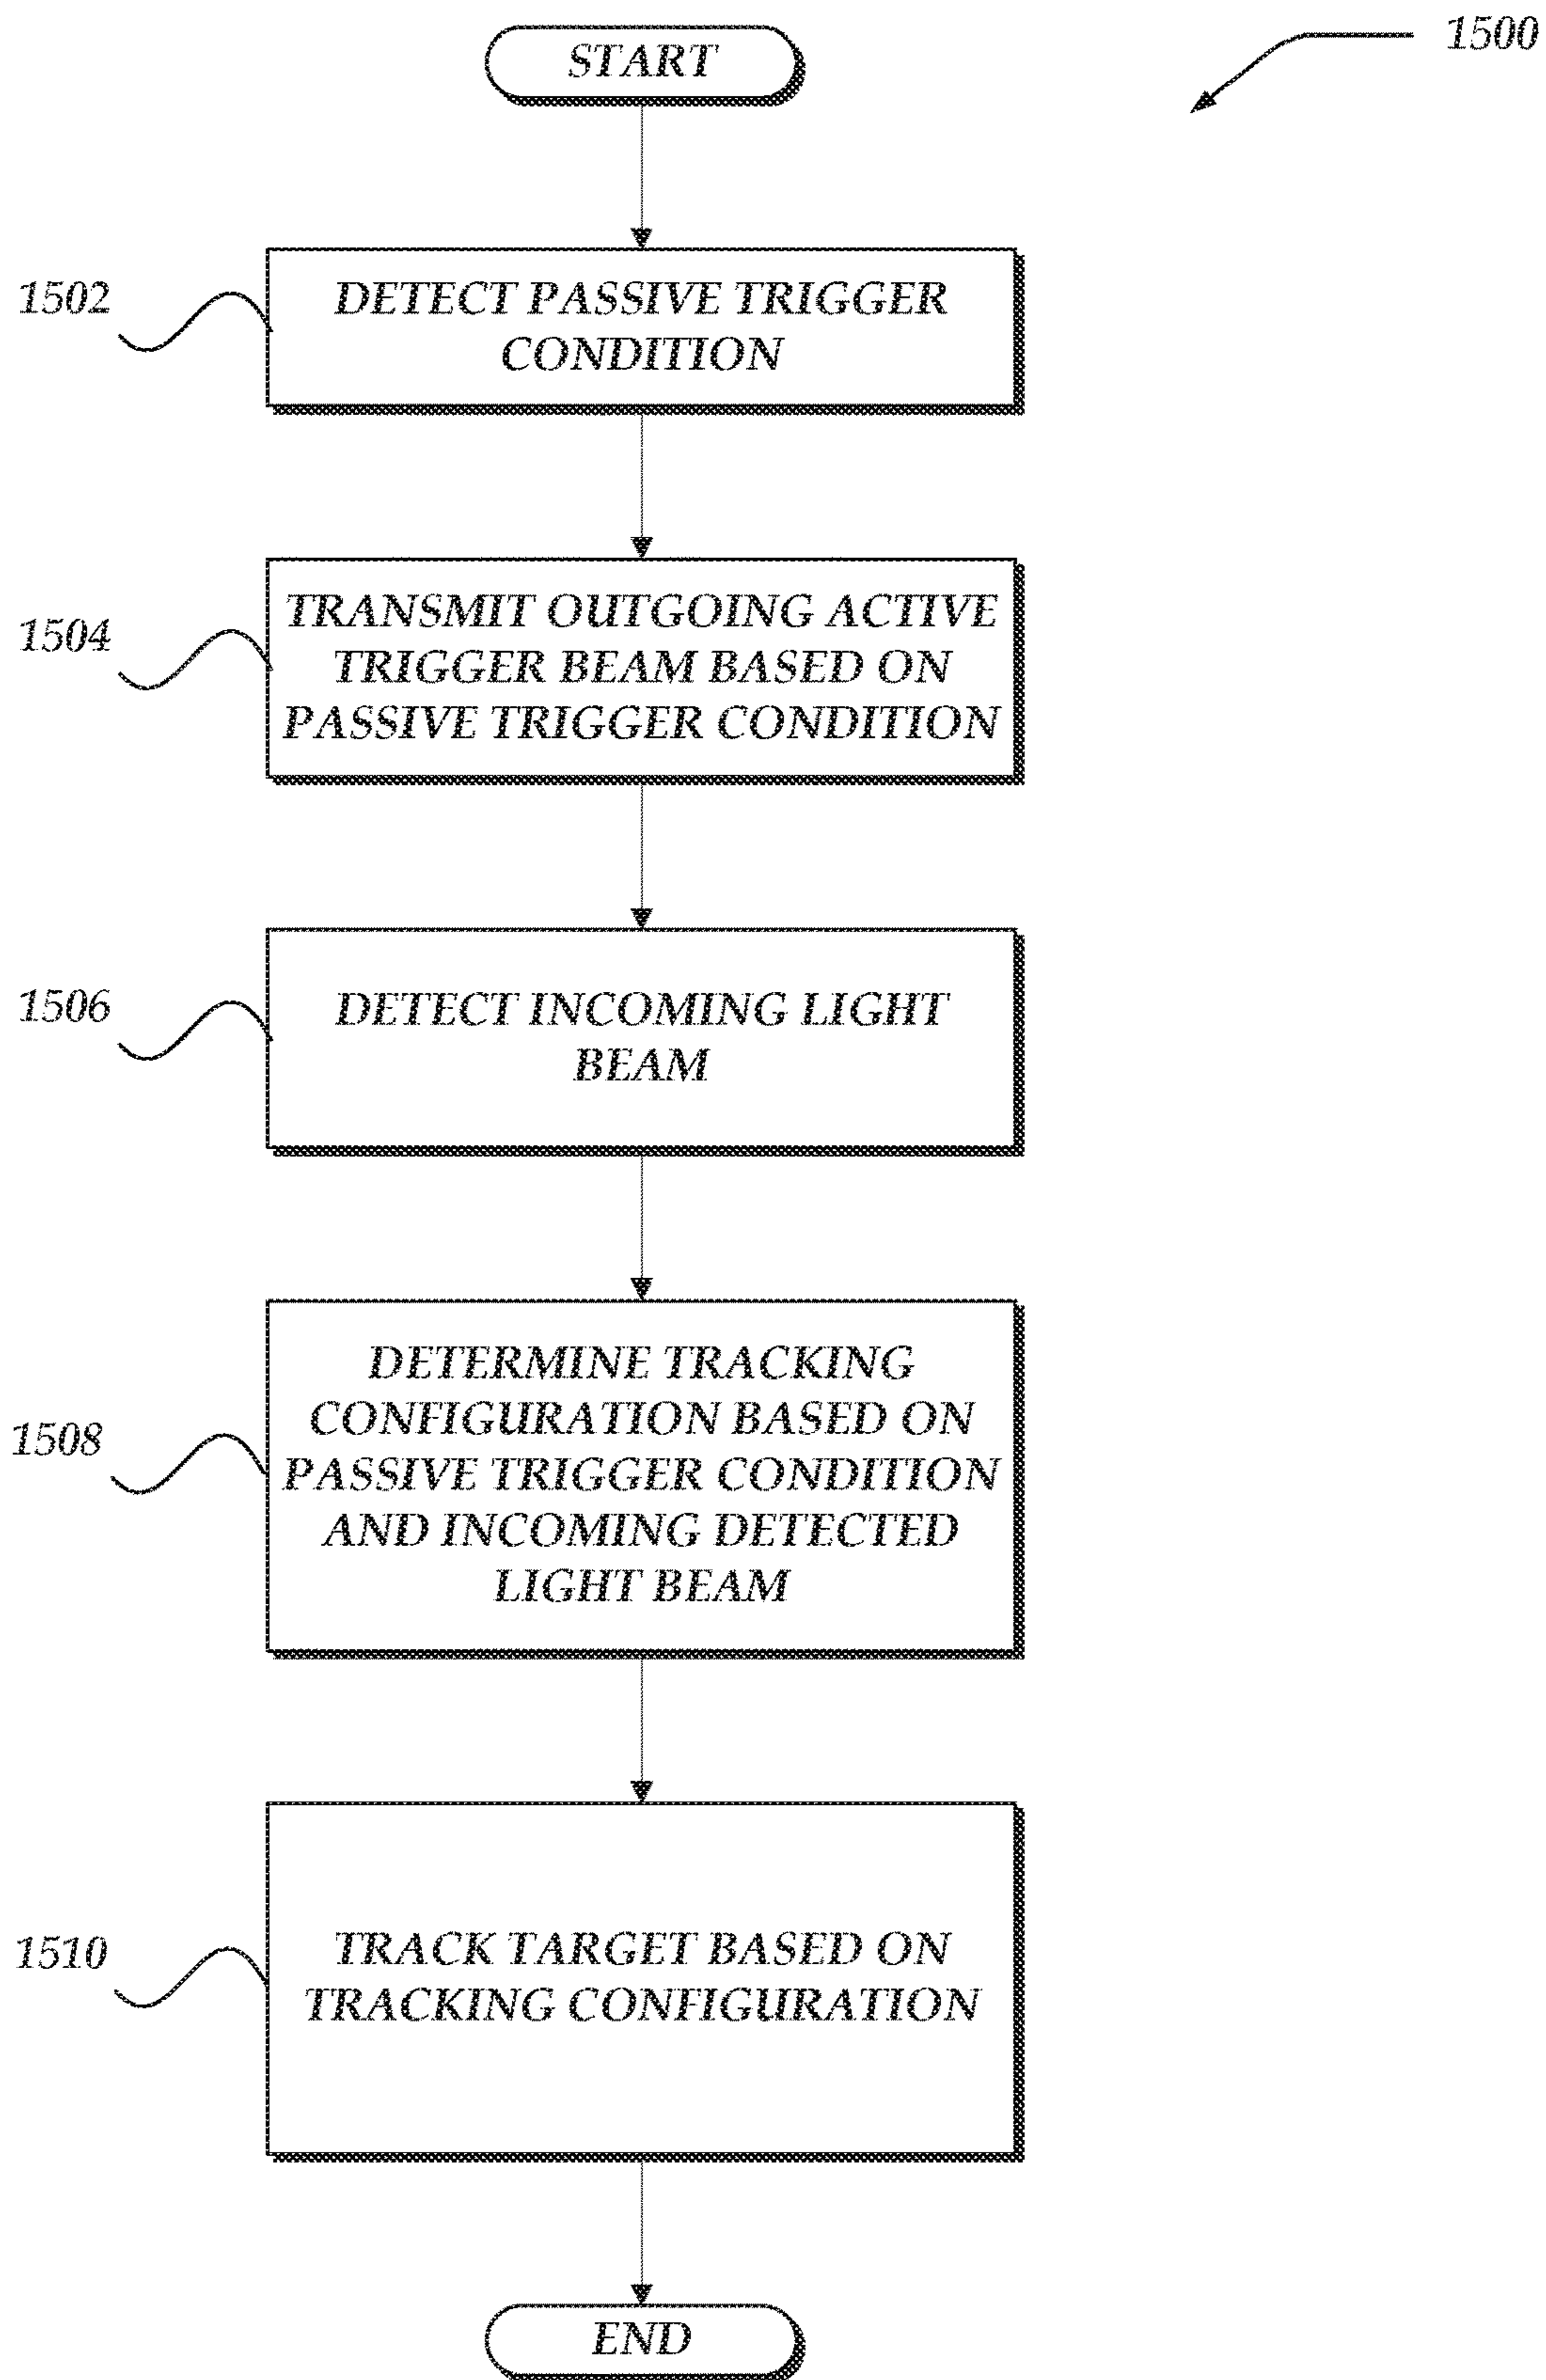 START
1500
1502
DETECT PASSIVE TRIGGER
CONDITION
1504
TRANSMIT OUTGOING ACTIVE
TRIGGER BEAM BASED ON
PASSIVE TRIGGER CONDITION
1506
DETECT INCOMING LIGHT
BEAM
1508
DETERMINE TRACKING
CONFIGURATION BASED ON
PASSIVE TRIGGER CONDITION
AND INCOMING DETECTED
LIGHT BEAM
1510
TRACK TARGET BASED ON
TRACKING CONFIGURATION
END